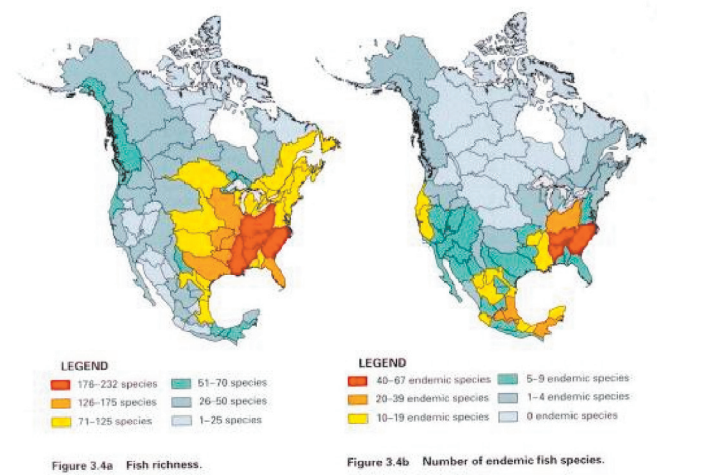 LEGEND
176–232 species
51–70 species
126–175 species
26–50 species
71–125 species
1–25 species
Figure 3.4a Fish richness.
LEGEND
40–67 endemic species
5–9 endemic species
20–39 endemic species
1–4 endemic species
10–19 endemic species
0 endemic species
Figure 3.4b Number of endemic fish species.